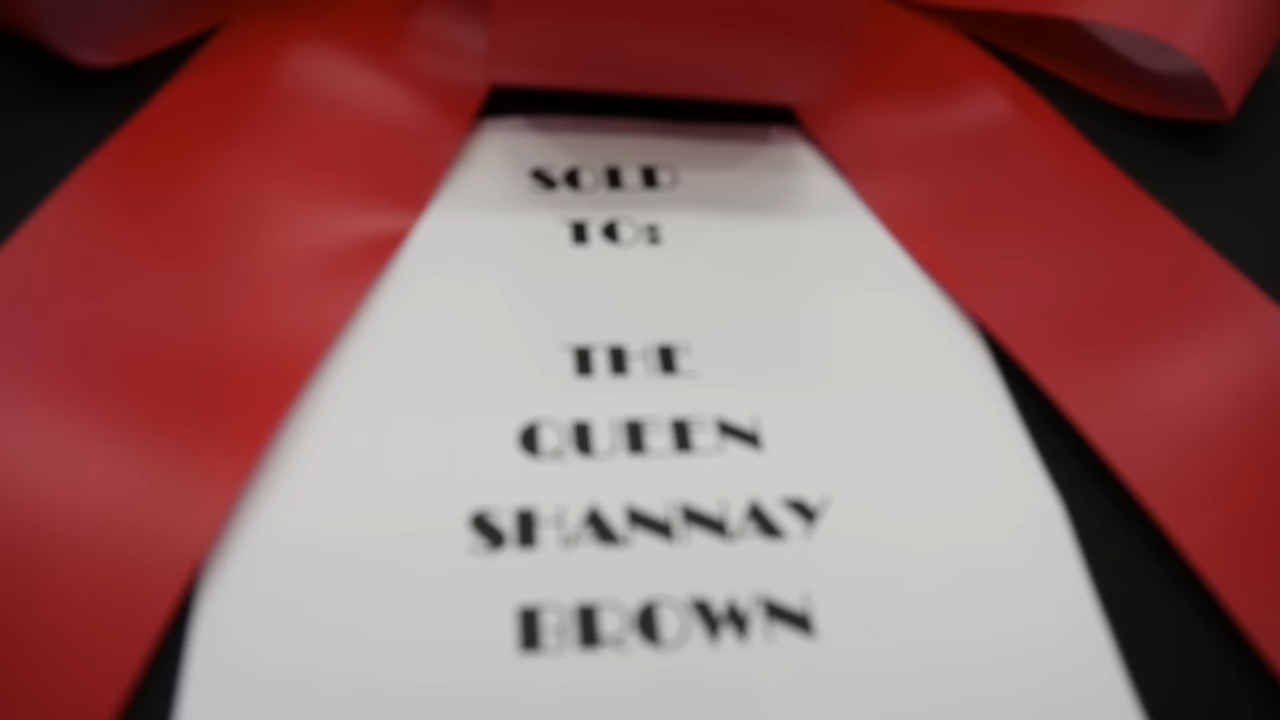 SOLD
TO:
THE
QUEEN
SHANNAY
BROWN